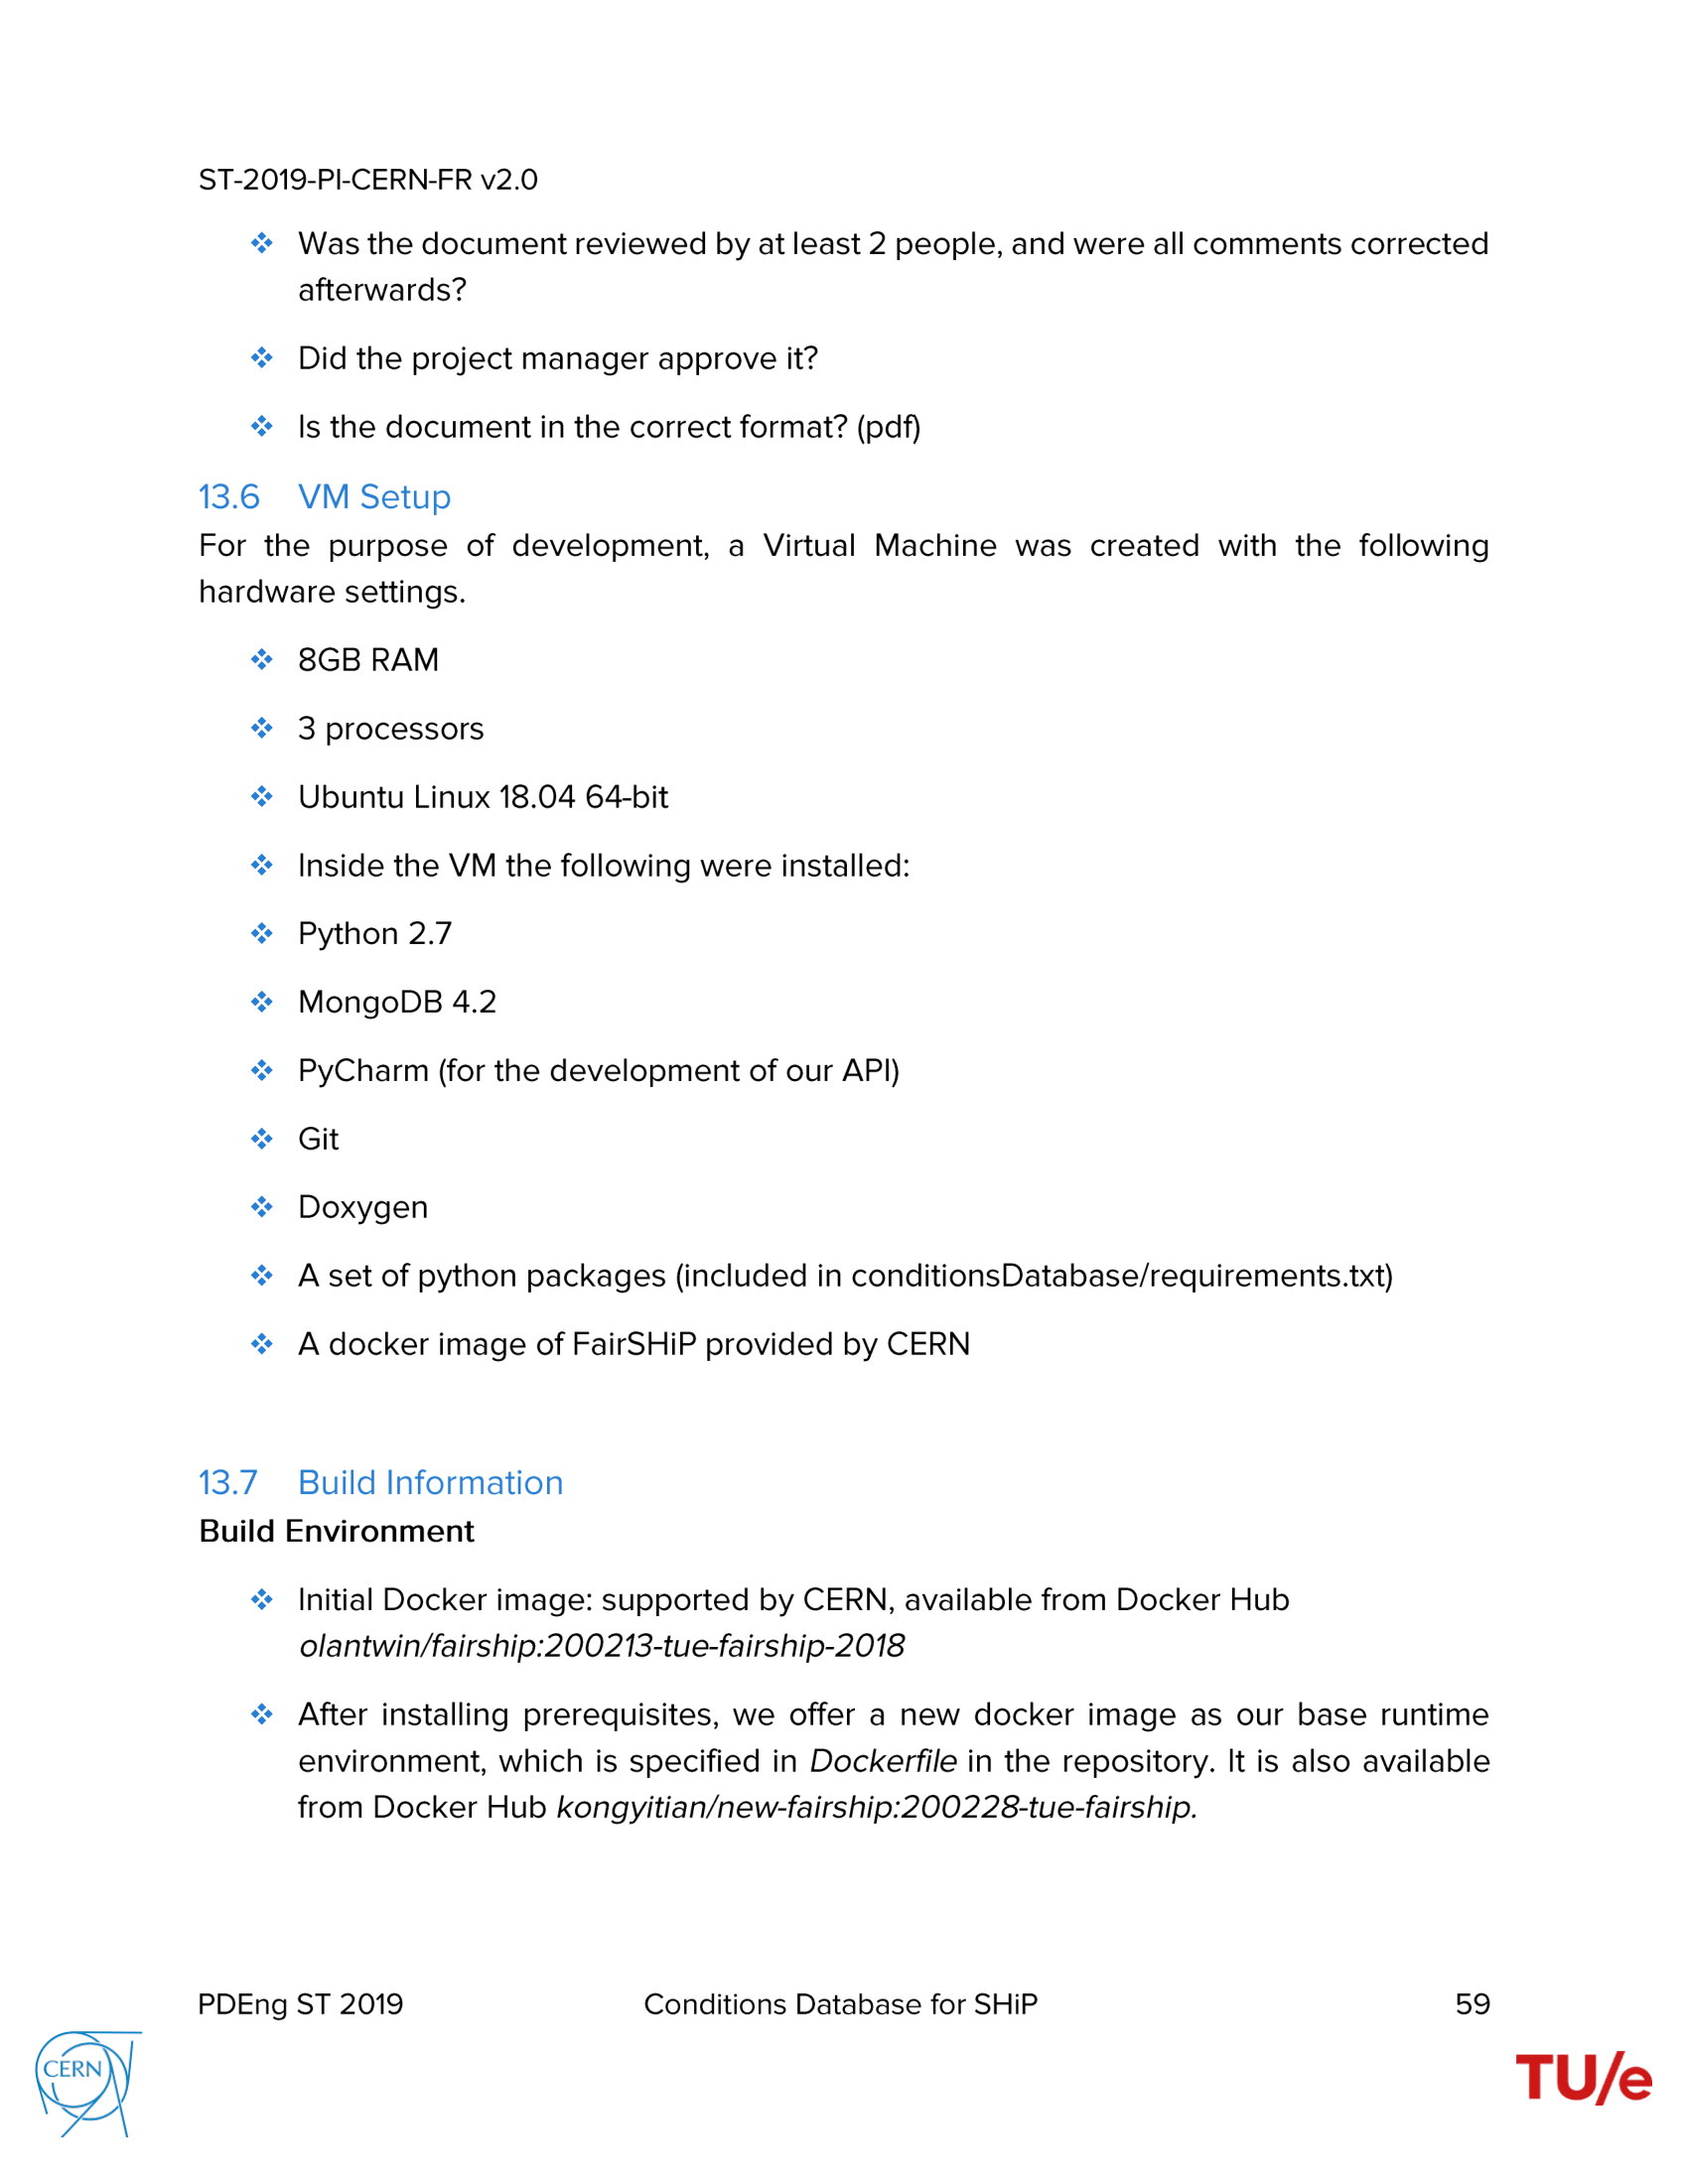 ST-2019-PI-CERN-FR v2.0
❖ Was the document reviewed by at least 2 people, and were all comments corrected
afterwards?
❖ Did the project manager approve it?
❖ Is the document in the correct format? (pdf)
13.6 VM Setup
For the purpose of development, a Virtual Machine was created with the following
hardware settings.
❖ 8GB RAM
❖ 3 processors
❖ Ubuntu Linux 18.04 64-bit
❖ Inside the VM the following were installed:
❖ Python 2.7
❖ MongoDB 4.2
❖ PyCharm (for the development of our API)
❖ Git
❖ Doxygen
❖ A set of python packages (included in conditionsDatabase/requirements.txt)
❖ A docker image of FairSHiP provided by CERN
13.7 Build Information
Build Environment
❖ Initial Docker image: supported by CERN, available from Docker Hub
olantwin/fairship:200213-tue-fairship-2018
❖ After installing prerequisites, we offer a new docker image as our base runtime
environment, which is specified in Dockerfile in the repository. It is also available
from Docker Hub kongyitian/new-fairship:200228-tue-fairship.
PDEng ST 2019 Conditions Database for SHiP 59
CERN
TU/e